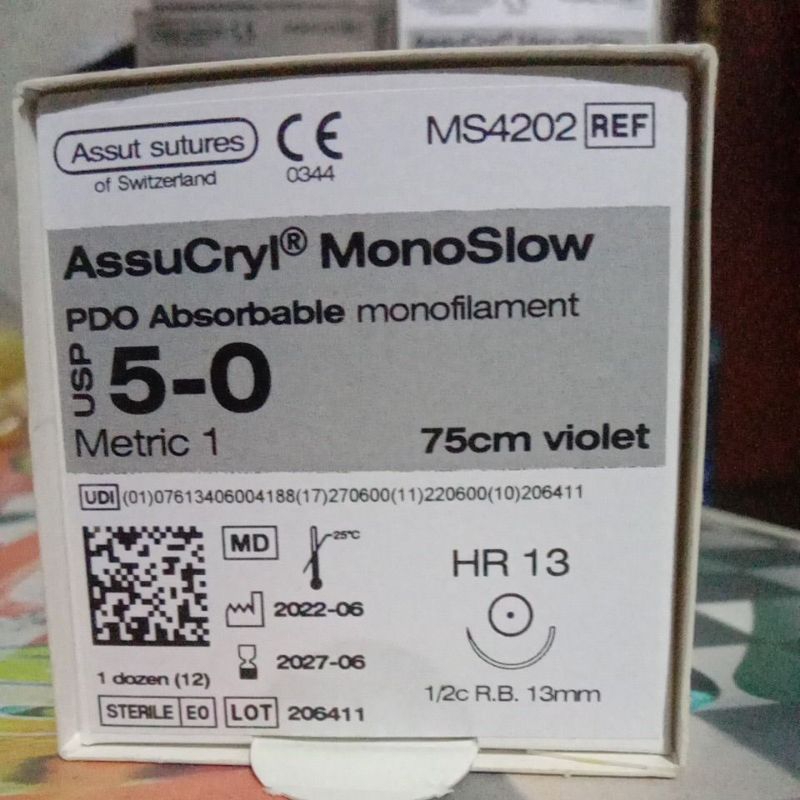 Assut sutures
of Switzerland
CE
0344
MS4202 REF
AssuCryl® MonoSlow
PDO Absorbable monofilament
USP 5-0
Metric 1
75cm violet
UDI (01)07613406004188(17)270600(11)220600(10)206411
MD
25°C
2022-06
2027-06
1 dozen (12)
STERILE EO LOT 206411
HR 13
1/2c R.B. 13mm